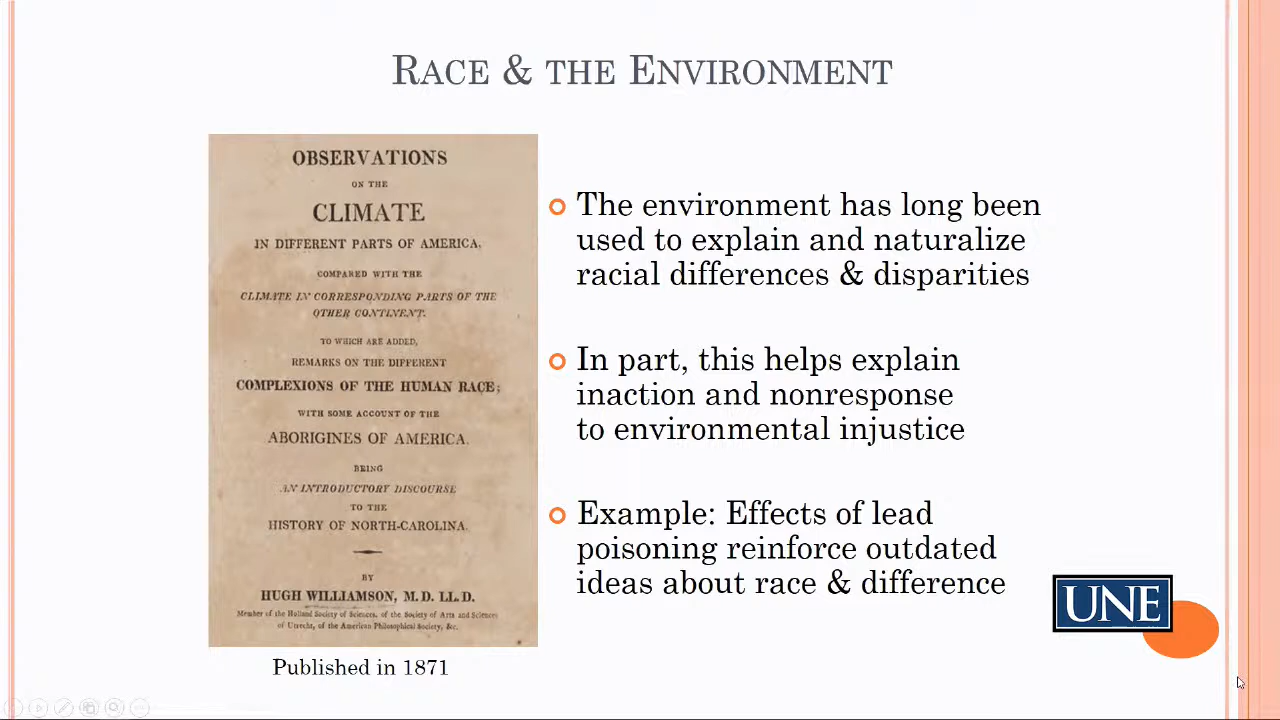 RACE & THE ENVIRONMENT
OBSERVATIONS
ON THE
CLIMATE
IN DIFFERENT PARTS OF AMERICA,
COMPARED WITH THE
CLIMATE IN CORRESPONDING PARTS OF THE
OTHER CONTINENT.
TO WHICH ARE ADDED,
REMARKS ON THE DIFFERENT
COMPLEXIONS OF THE HUMAN RACE;
WITH SOME ACCOUNT OF THE
ABORIGINES OF AMERICA.
BEING
AN INTRODUCTORY DISCOURSE
TO THE
HISTORY OF NORTH-CAROLINA.
BY
HUGH WILLIAMSON, M.D. LL.D.
Member of the Holland Society of Sciences, of the Society of Arts and Sciences
of Utrecht, of the American Philosophical Society, &c.
Published in 1871
The environment has long been
used to explain and naturalize
racial differences & disparities
In part, this helps explain
inaction and nonresponse
to environmental injustice
Example: Effects of lead
poisoning reinforce outdated
ideas about race & difference
UNE